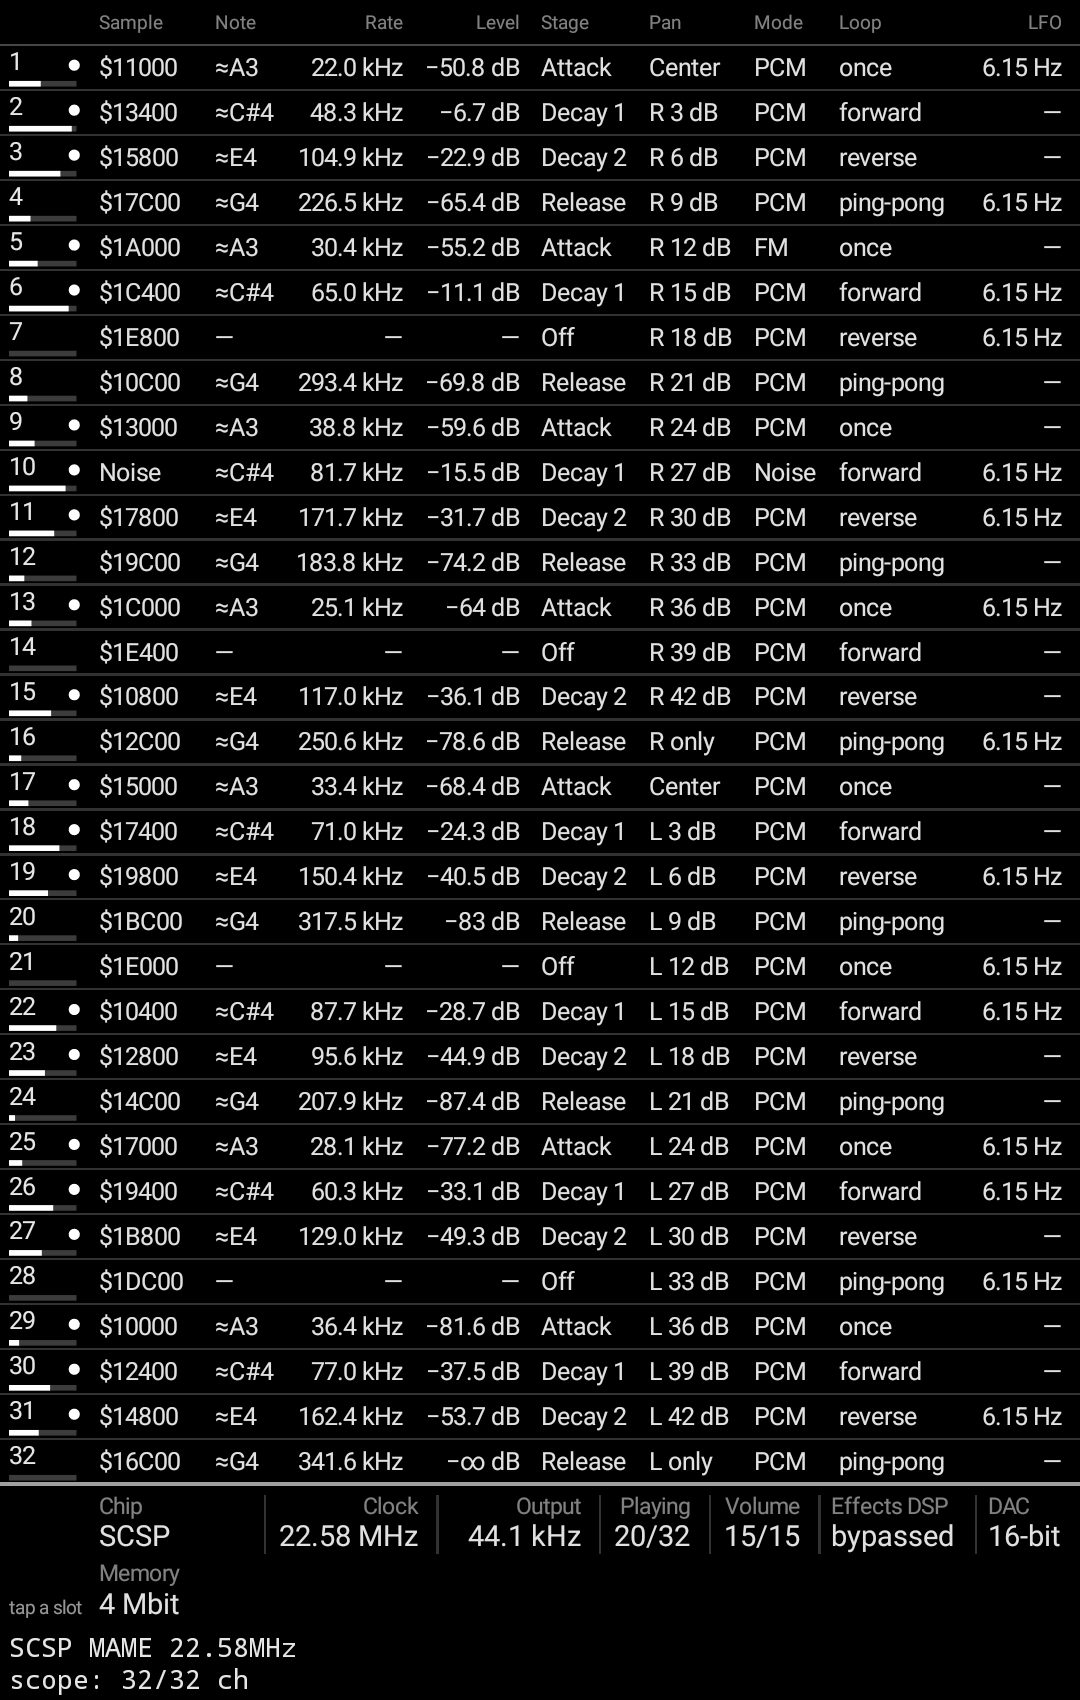 Sample Note Rate Level Stage Pan Mode Loop LFO
1 $11000 ≈A3 22.0 kHz −50.8 dB Attack Center PCM once 6.15 Hz
2 $13400 ≈C#4 48.3 kHz −6.7 dB Decay 1 R 3 dB PCM forward —
3 $15800 ≈E4 104.9 kHz −22.9 dB Decay 2 R 6 dB PCM reverse —
4 $17C00 ≈G4 226.5 kHz −65.4 dB Release R 9 dB PCM ping-pong 6.15 Hz
5 $1A000 ≈A3 30.4 kHz −55.2 dB Attack R 12 dB FM once —
6 $1C400 ≈C#4 65.0 kHz −11.1 dB Decay 1 R 15 dB PCM forward 6.15 Hz
7 $1E800 — — — Off R 18 dB PCM reverse 6.15 Hz
8 $10C00 ≈G4 293.4 kHz −69.8 dB Release R 21 dB PCM ping-pong —
9 $13000 ≈A3 38.8 kHz −59.6 dB Attack R 24 dB PCM once —
10 Noise ≈C#4 81.7 kHz −15.5 dB Decay 1 R 27 dB Noise forward 6.15 Hz
11 $17800 ≈E4 171.7 kHz −31.7 dB Decay 2 R 30 dB PCM reverse 6.15 Hz
12 $19C00 ≈G4 183.8 kHz −74.2 dB Release R 33 dB PCM ping-pong —
13 $1C000 ≈A3 25.1 kHz −64 dB Attack R 36 dB PCM once 6.15 Hz
14 $1E400 — — — Off R 39 dB PCM forward —
15 $10800 ≈E4 117.0 kHz −36.1 dB Decay 2 R 42 dB PCM reverse —
16 $12C00 ≈G4 250.6 kHz −78.6 dB Release R only PCM ping-pong 6.15 Hz
17 $15000 ≈A3 33.4 kHz −68.4 dB Attack Center PCM once —
18 $17400 ≈C#4 71.0 kHz −24.3 dB Decay 1 L 3 dB PCM forward —
19 $19800 ≈E4 150.4 kHz −40.5 dB Decay 2 L 6 dB PCM reverse 6.15 Hz
20 $1BC00 ≈G4 317.5 kHz −83 dB Release L 9 dB PCM ping-pong —
21 $1E000 — — — Off L 12 dB PCM once 6.15 Hz
22 $10400 ≈C#4 87.7 kHz −28.7 dB Decay 1 L 15 dB PCM forward 6.15 Hz
23 $12800 ≈E4 95.6 kHz −44.9 dB Decay 2 L 18 dB PCM reverse —
24 $14C00 ≈G4 207.9 kHz −87.4 dB Release L 21 dB PCM ping-pong —
25 $17000 ≈A3 28.1 kHz −77.2 dB Attack L 24 dB PCM once 6.15 Hz
26 $19400 ≈C#4 60.3 kHz −33.1 dB Decay 1 L 27 dB PCM forward 6.15 Hz
27 $1B800 ≈E4 129.0 kHz −49.3 dB Decay 2 L 30 dB PCM reverse —
28 $1DC00 — — — Off L 33 dB PCM ping-pong 6.15 Hz
29 $10000 ≈A3 36.4 kHz −81.6 dB Attack L 36 dB PCM once —
30 $12400 ≈C#4 77.0 kHz −37.5 dB Decay 1 L 39 dB PCM forward —
31 $14800 ≈E4 162.4 kHz −53.7 dB Decay 2 L 42 dB PCM reverse 6.15 Hz
32 $16C00 ≈G4 341.6 kHz −∞ dB Release L only PCM ping-pong —
Chip Clock Output Playing Volume Effects DSP DAC
SCSP 22.58 MHz 44.1 kHz 20/32 15/15 bypassed 16-bit
Memory
tap a slot 4 Mbit
SCSP MAME 22.58MHz
scope: 32/32 ch